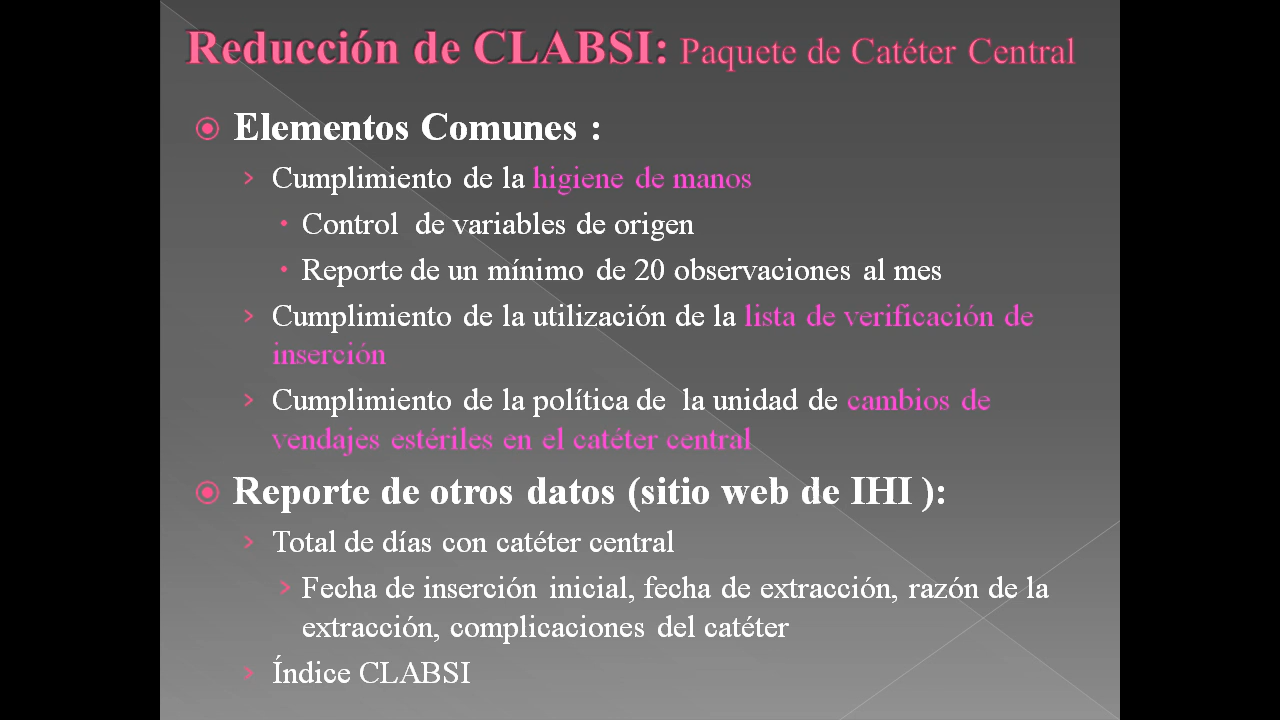 Reducción de CLABSI: Paquete de Catéter Central
Elementos Comunes :
Cumplimiento de la higiene de manos
Control de variables de origen
Reporte de un mínimo de 20 observaciones al mes
Cumplimiento de la utilización de la lista de verificación de
inserción
Cumplimiento de la política de la unidad de cambios de
vendajes estériles en el catéter central
Reporte de otros datos (sitio web de IHI ):
Total de días con catéter central
Fecha de inserción inicial, fecha de extracción, razón de la
extracción, complicaciones del catéter
Índice CLABSI